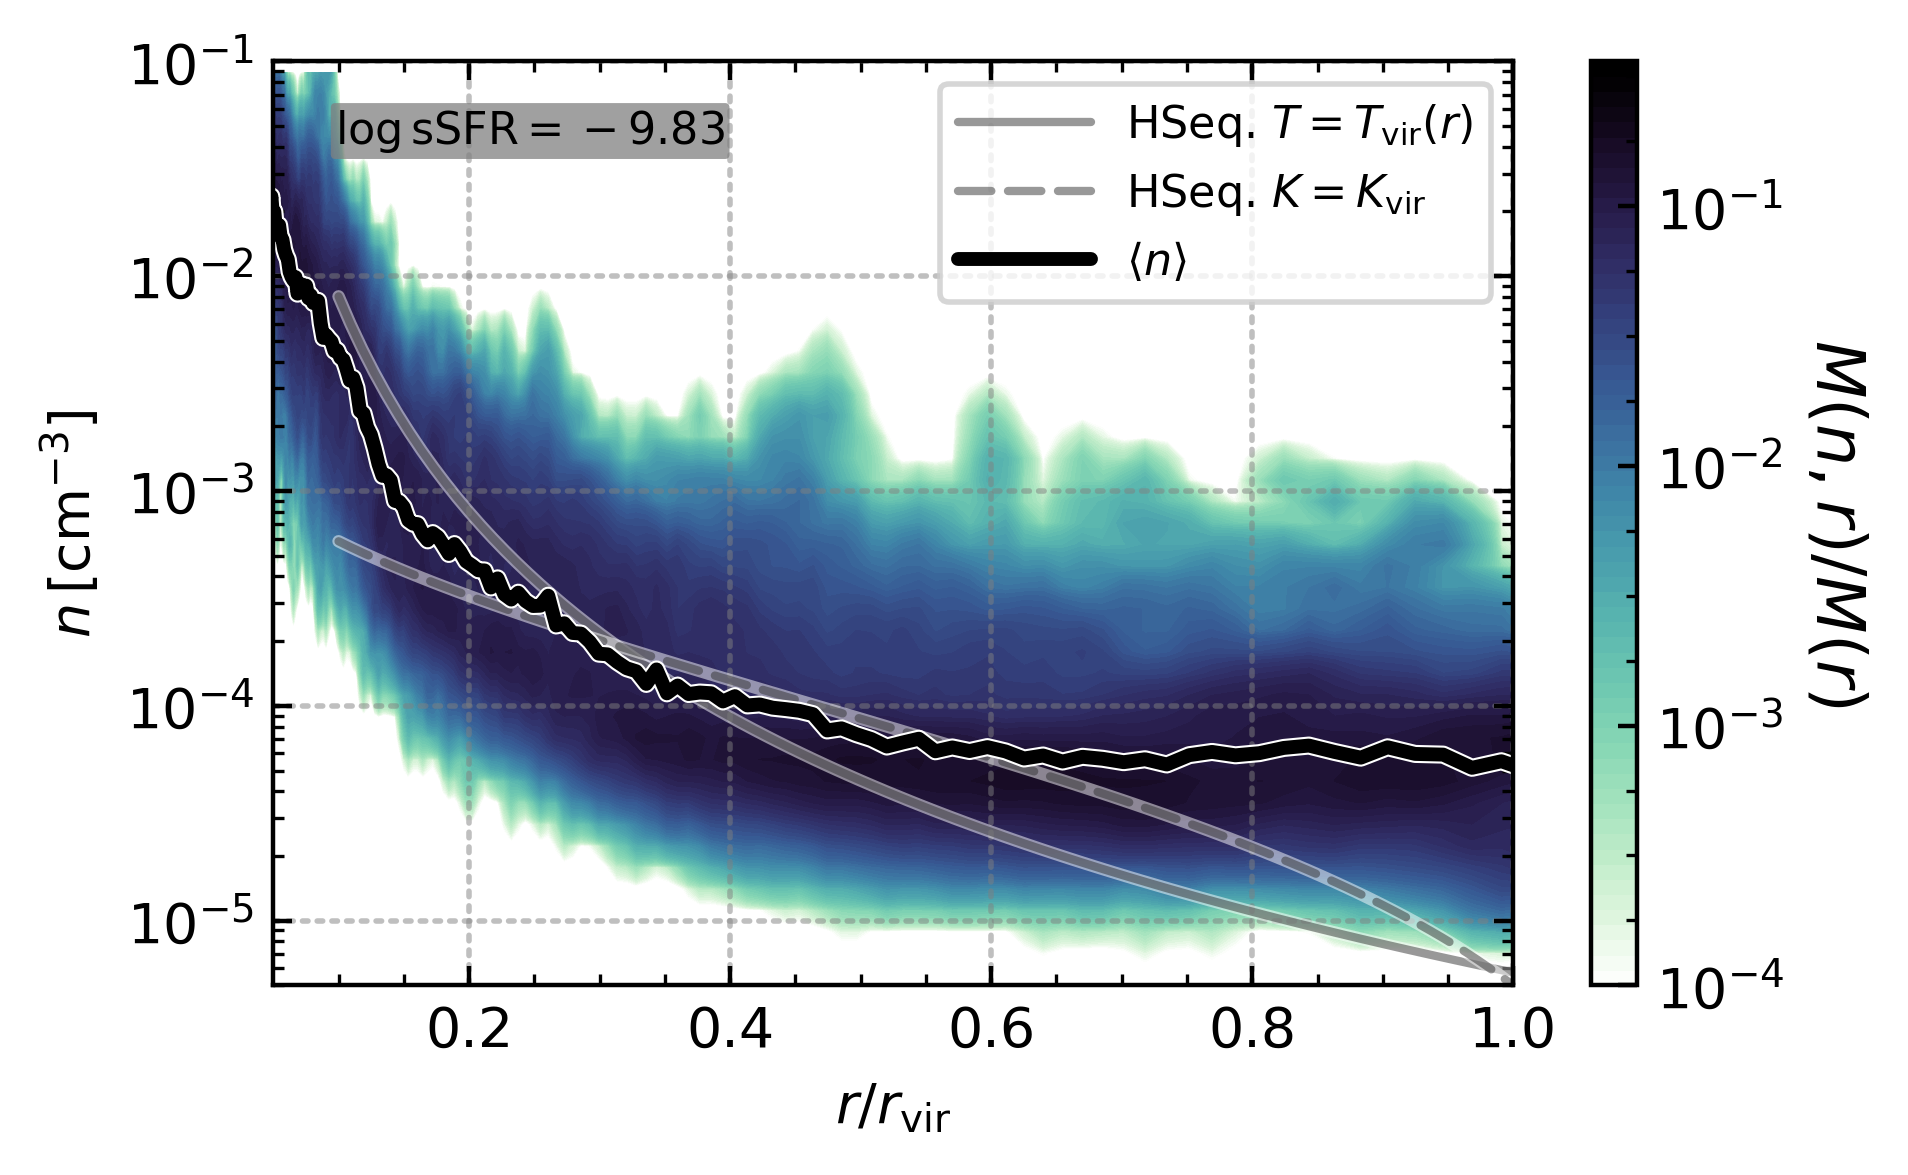 log sSFR = −9.83
HSeq. T = T_vir(r)
HSeq. K = K_vir
⟨n⟩
10⁻¹
10⁻²
10⁻³
10⁻⁴
10⁻⁵
n [cm⁻³]
0.2 0.4 0.6 0.8 1.0
r/r_vir
10⁻¹
10⁻²
10⁻³
10⁻⁴
M(n, r)/M(r)